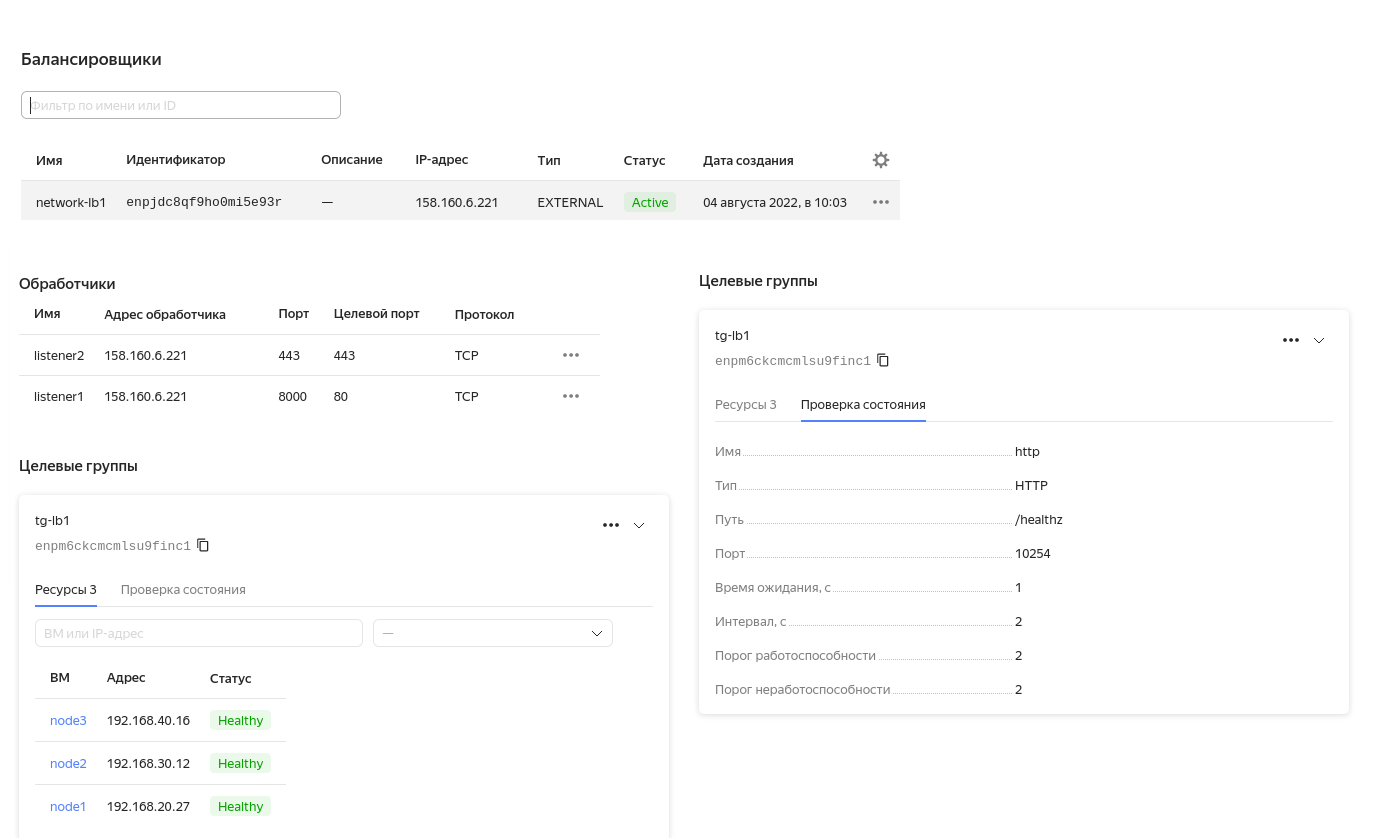 Балансировщики
Фильтр по имени или ID
Имя Идентификатор Описание IP-адрес Тип Статус Дата создания
network-lb1 enpjdc8qf9ho0mi5e93r — 158.160.6.221 EXTERNAL Active 04 августа 2022, в 10:03
Обработчики
Имя Адрес обработчика Порт Целевой порт Протокол
listener2 158.160.6.221 443 443 TCP
listener1 158.160.6.221 8000 80 TCP
Целевые группы
tg-lb1
enpm6ckcmcmlsu9finc1
Ресурсы 3 Проверка состояния
ВМ или IP-адрес —
ВМ Адрес Статус
node3 192.168.40.16 Healthy
node2 192.168.30.12 Healthy
node1 192.168.20.27 Healthy
Целевые группы
tg-lb1
enpm6ckcmcmlsu9finc1
Ресурсы 3 Проверка состояния
Имя http
Тип HTTP
Путь /healthz
Порт 10254
Время ожидания, с 1
Интервал, с 2
Порог работоспособности 2
Порог неработоспособности 2